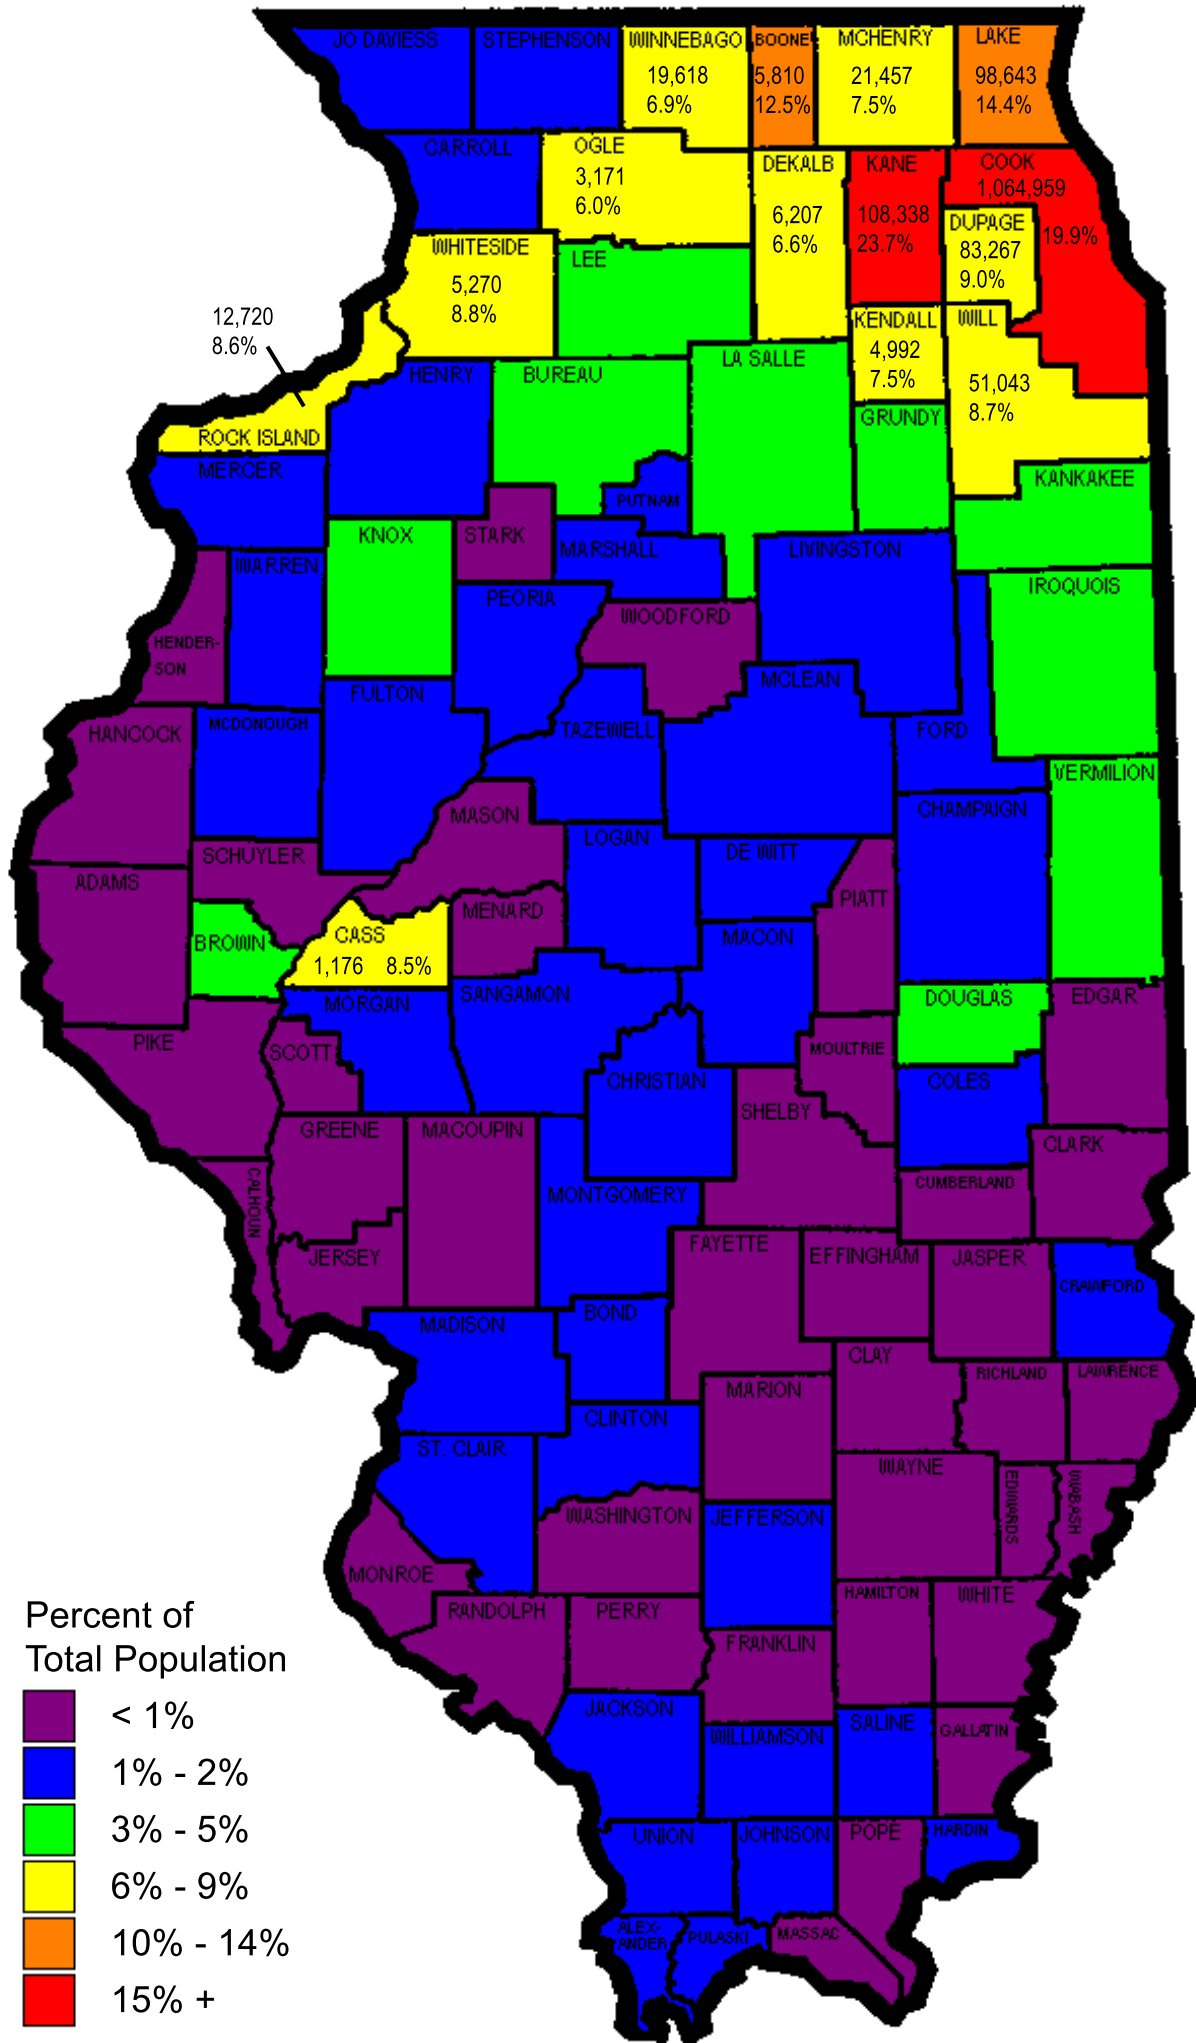 JO DAVIESS
STEPHENSON
WINNEBAGO
19,618
6.9%
BOONE
5,810
12.5%
MCHENRY
21,457
7.5%
LAKE
98,643
14.4%
CARROLL
OGLE
3,171
6.0%
DEKALB
6,207
6.6%
KANE
108,338
23.7%
COOK
1,064,959
19.9%
DUPAGE
83,267
9.0%
WHITESIDE
5,270
8.8%
LEE
12,720
8.6%
ROCK ISLAND
HENRY
BUREAU
LA SALLE
KENDALL
4,992
7.5%
WILL
51,043
8.7%
GRUNDY
MERCER
PUTNAM
KANKAKEE
KNOX
STARK
MARSHALL
LIVINGSTON
WARREN
PEORIA
WOODFORD
IROQUOIS
HENDER-
SON
FULTON
MCLEAN
HANCOCK
MCDONOUGH
TAZEWELL
FORD
VERMILION
MASON
CHAMPAIGN
SCHUYLER
LOGAN
DE WITT
ADAMS
PIATT
BROWN
CASS
1,176 8.5%
MENARD
MACON
MORGAN
SANGAMON
DOUGLAS
EDGAR
PIKE
SCOTT
MOULTRIE
CHRISTIAN
COLES
SHELBY
GREENE
MACOUPIN
CLARK
CALHOUN
MONTGOMERY
CUMBERLAND
JERSEY
FAYETTE
EFFINGHAM
JASPER
CRAWFORD
MADISON
BOND
CLAY
RICHLAND
LAWRENCE
MARION
CLINTON
ST. CLAIR
WAYNE
EDWARDS
WABASH
WASHINGTON
JEFFERSON
MONROE
RANDOLPH
PERRY
HAMILTON
WHITE
FRANKLIN
JACKSON
WILLIAMSON
SALINE
GALLATIN
UNION
JOHNSON
POPE
HARDIN
ALEX-
ANDER
PULASKI
MASSAC
Percent of
Total Population
< 1%
1% - 2%
3% - 5%
6% - 9%
10% - 14%
15% +